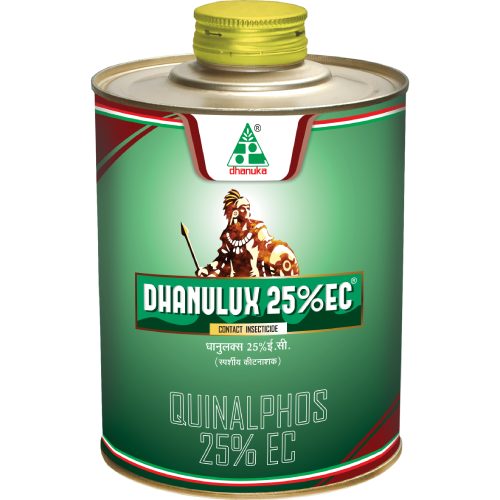 ®
dhanuka
DHANULUX 25%EC®
CONTACT INSECTICIDE
धानुलक्स 25%ई.सी.
(स्पर्शीय कीटनाशक)
QUINALPHOS
25% EC